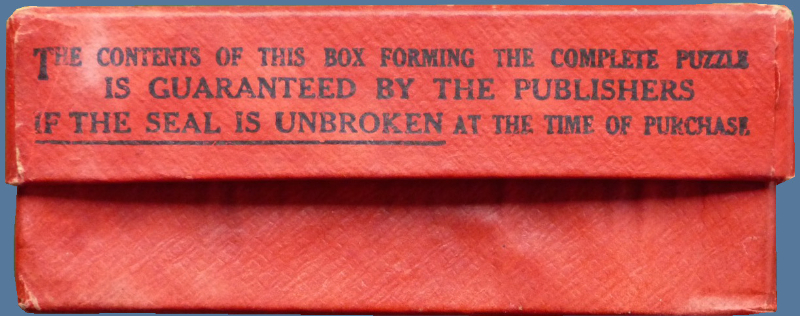 THE CONTENTS OF THIS BOX FORMING THE COMPLETE PUZZLE
IS GUARANTEED BY THE PUBLISHERS
IF THE SEAL IS UNBROKEN AT THE TIME OF PURCHASE